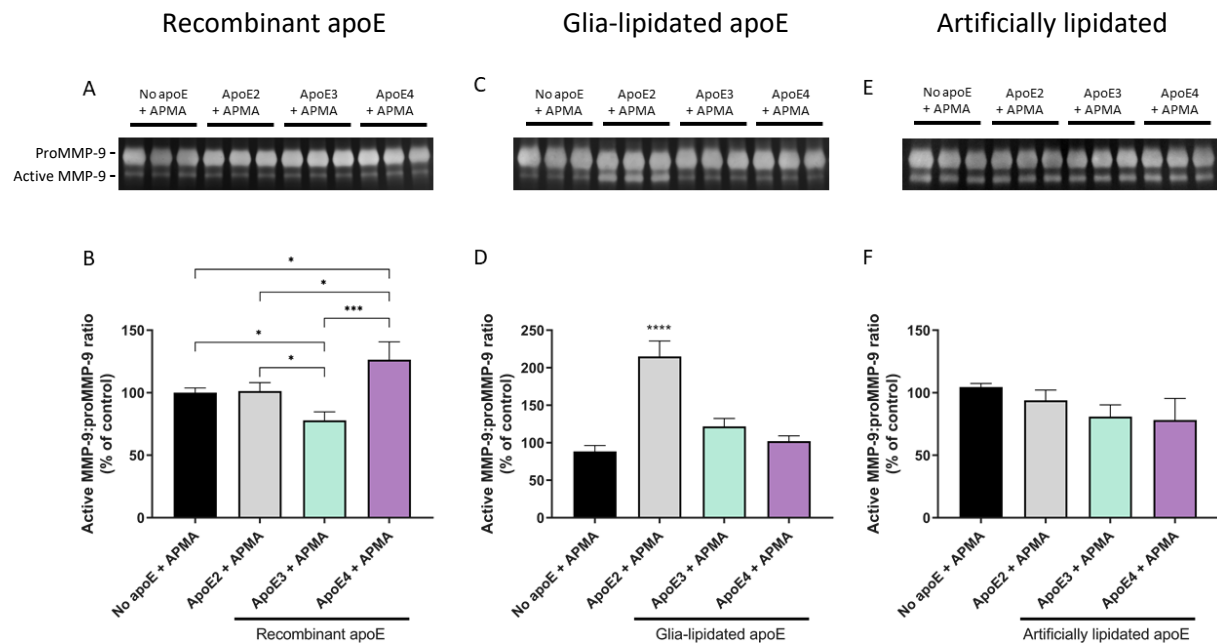 Recombinant apoE
Glia-lipidated apoE
Artificially lipidated
A
No apoE + APMA
ApoE2 + APMA
ApoE3 + APMA
ApoE4 + APMA
ProMMP-9
Active MMP-9
C
No apoE + APMA
ApoE2 + APMA
ApoE3 + APMA
ApoE4 + APMA
E
No apoE + APMA
ApoE2 + APMA
ApoE3 + APMA
ApoE4 + APMA
B
*
*
***
*
*
Active MMP-9:proMMP-9 ratio
(% of control)
150
100
50
0
No apoE + APMA
ApoE2 + APMA
ApoE3 + APMA
ApoE4 + APMA
Recombinant apoE
D
****
Active MMP-9:proMMP-9 ratio
(% of control)
250
200
150
100
50
0
No apoE + APMA
ApoE2 + APMA
ApoE3 + APMA
ApoE4 + APMA
Glia-lipidated apoE
F
Active MMP-9:proMMP-9 ratio
(% of control)
150
100
50
0
No apoE + APMA
ApoE2 + APMA
ApoE3 + APMA
ApoE4 + APMA
Artificially lipidated apoE